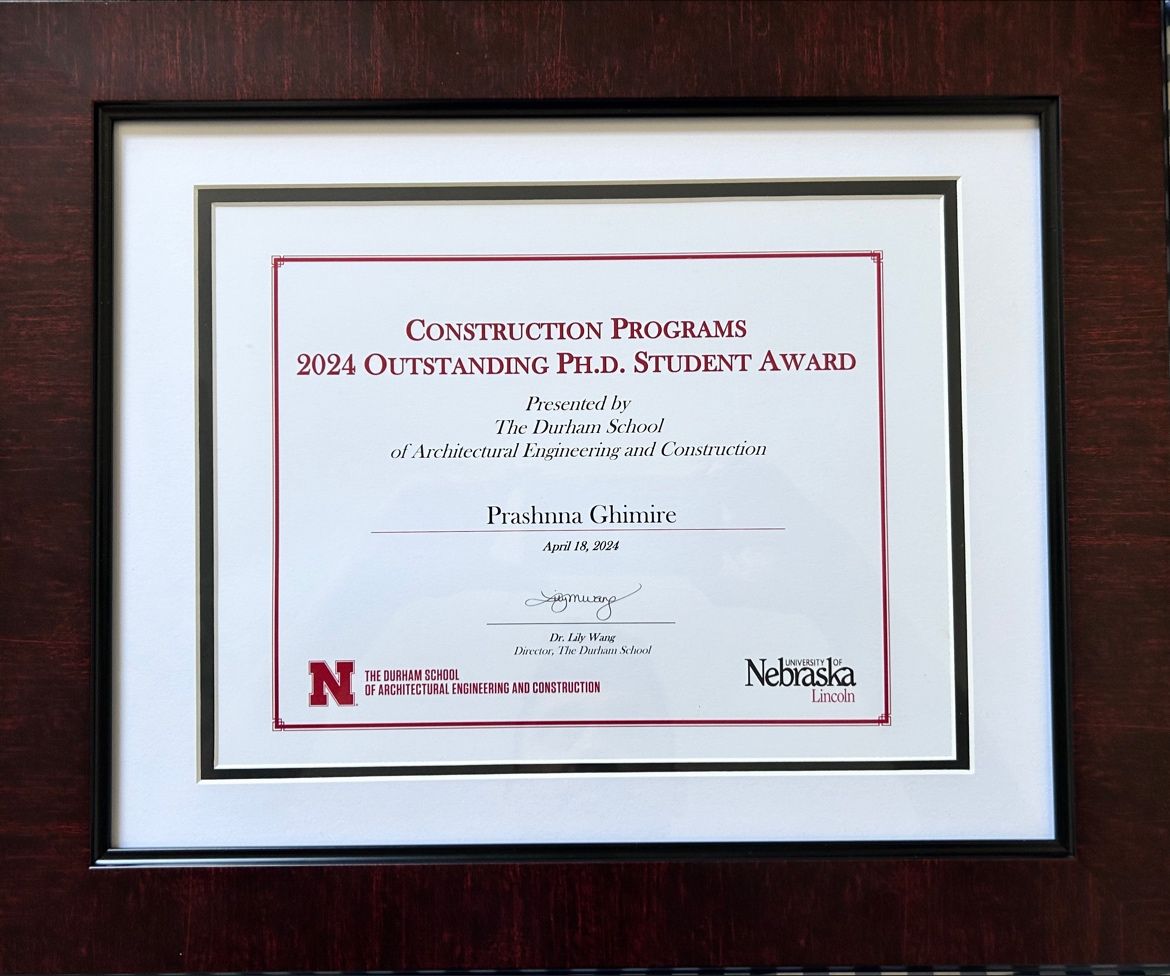 CONSTRUCTION PROGRAMS
2024 OUTSTANDING PH.D. STUDENT AWARD
Presented by
The Durham School
of Architectural Engineering and Construction
Prashnna Ghimire
April 18, 2024
Dr. Lily Wang
Director, The Durham School
N
THE DURHAM SCHOOL
OF ARCHITECTURAL ENGINEERING AND CONSTRUCTION
UNIVERSITY OF
Nebraska
Lincoln